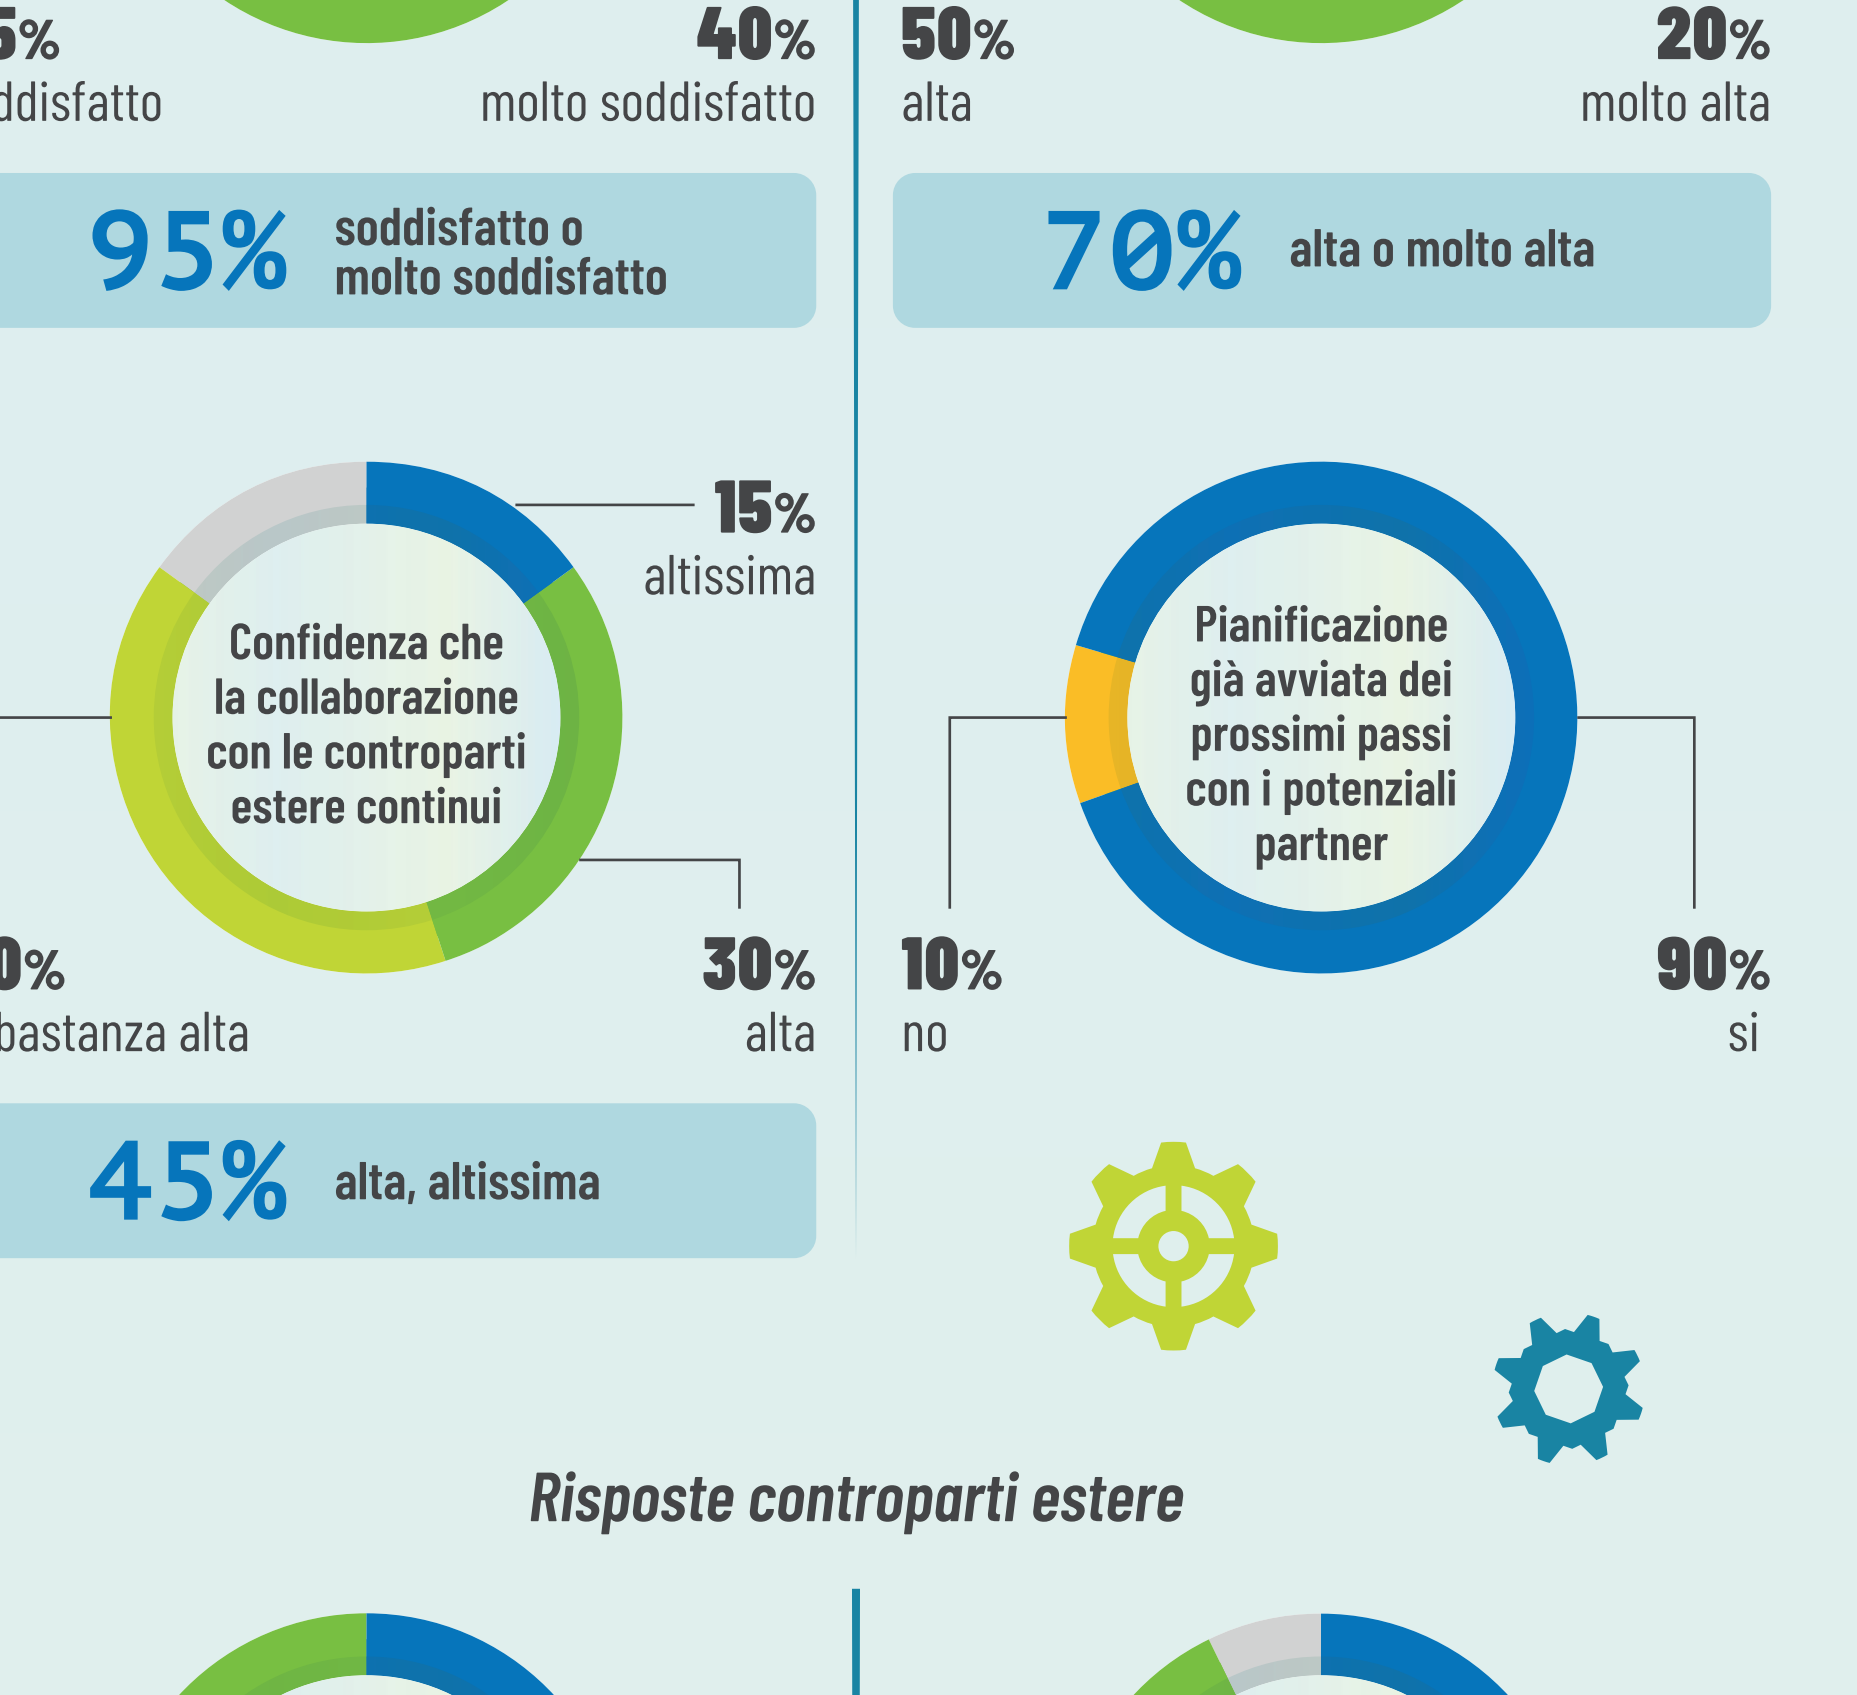 40%
molto soddisfatto
50%
alta
20%
molto alta
95%
soddisfatto o
molto soddisfatto
70%
alta o molto alta
15%
altissima
Confidenza che
la collaborazione
con le controparti
estere continui
30%
alta
alta
45%
alta, altissima
Pianificazione
già avviata dei
prossimi passi
con i potenziali
partner
10%
no
90%
si
Risposte controparti estere